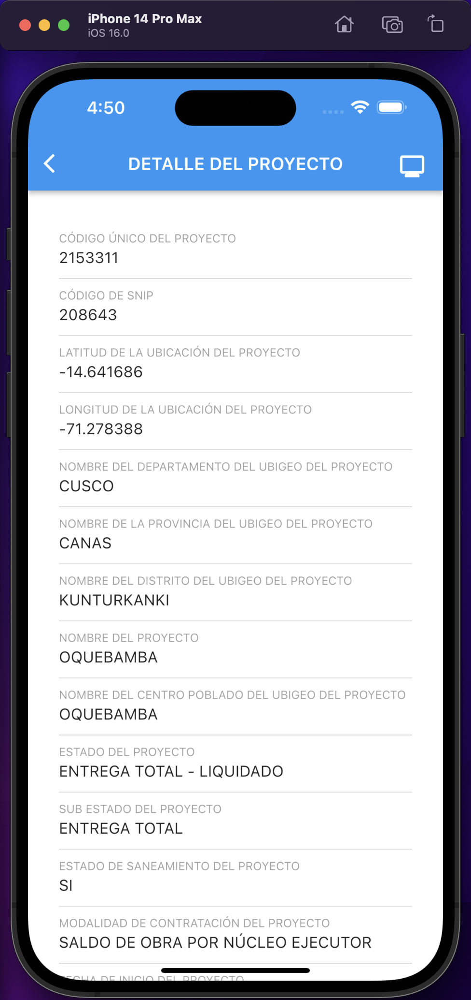 iPhone 14 Pro Max
iOS 16.0
4:50
DETALLE DEL PROYECTO
CÓDIGO ÚNICO DEL PROYECTO
2153311
CÓDIGO DE SNIP
208643
LATITUD DE LA UBICACIÓN DEL PROYECTO
-14.641686
LONGITUD DE LA UBICACIÓN DEL PROYECTO
-71.278388
NOMBRE DEL DEPARTAMENTO DEL UBIGEO DEL PROYECTO
CUSCO
NOMBRE DE LA PROVINCIA DEL UBIGEO DEL PROYECTO
CANAS
NOMBRE DEL DISTRITO DEL UBIGEO DEL PROYECTO
KUNTURKANKI
NOMBRE DEL PROYECTO
OQUEBAMBA
NOMBRE DEL CENTRO POBLADO DEL UBIGEO DEL PROYECTO
OQUEBAMBA
ESTADO DEL PROYECTO
ENTREGA TOTAL - LIQUIDADO
SUB ESTADO DEL PROYECTO
ENTREGA TOTAL
ESTADO DE SANEAMIENTO DEL PROYECTO
SI
MODALIDAD DE CONTRATACIÓN DEL PROYECTO
SALDO DE OBRA POR NÚCLEO EJECUTOR
FECHA DE INICIO DEL PROYECTO